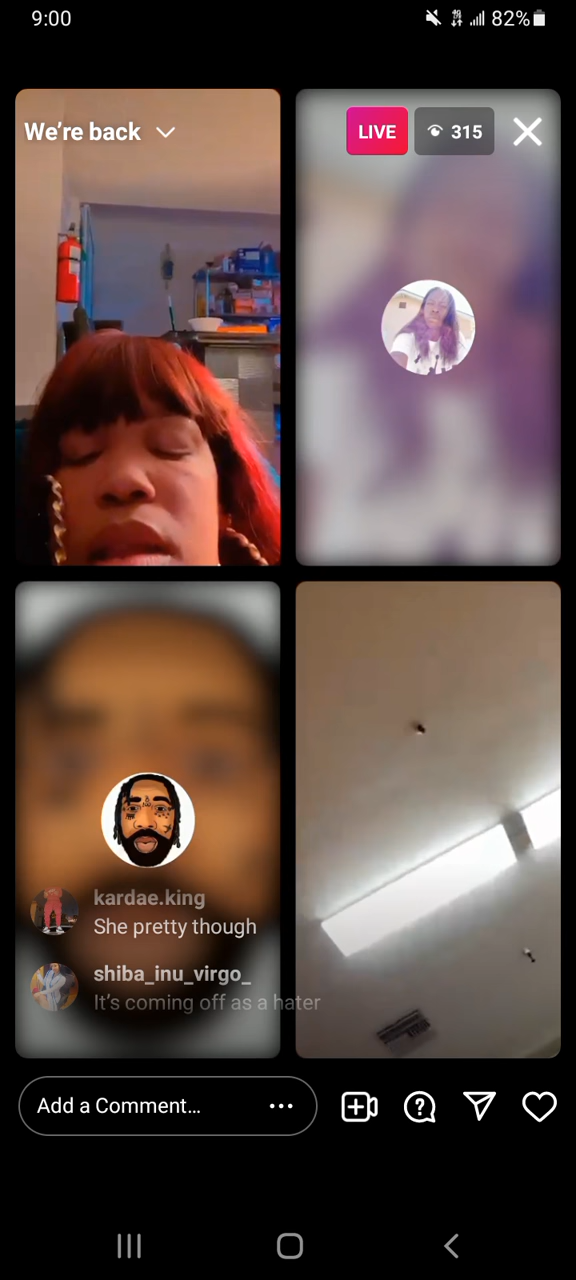 9:00
82%
We're back
LIVE
315
kardae.king
She pretty though
shiba_inu_virgo_
It's coming off as a hater
Add a Comment...